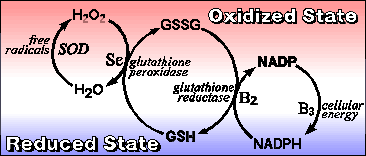 Oxidized State
H₂O₂
GSSG
free
radicals
SOD
Se
glutathione
peroxidase
NADP
H₂O
glutathione
reductase
B₂
B₃
cellular
energy
GSH
NADPH
Reduced State